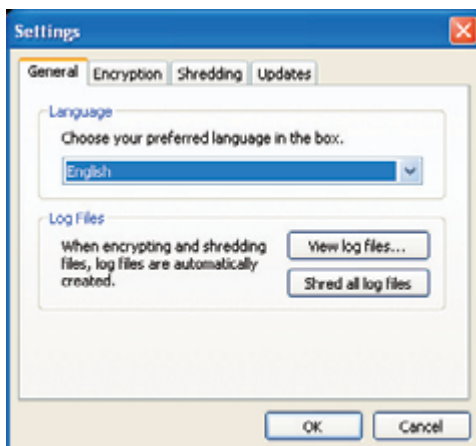 Settings
General Encryption Shredding Updates
Language
Choose your preferred language in the box.
English
Log Files
When encrypting and shredding
files, log files are automatically
created.
View log files...
Shred all log files
OK Cancel